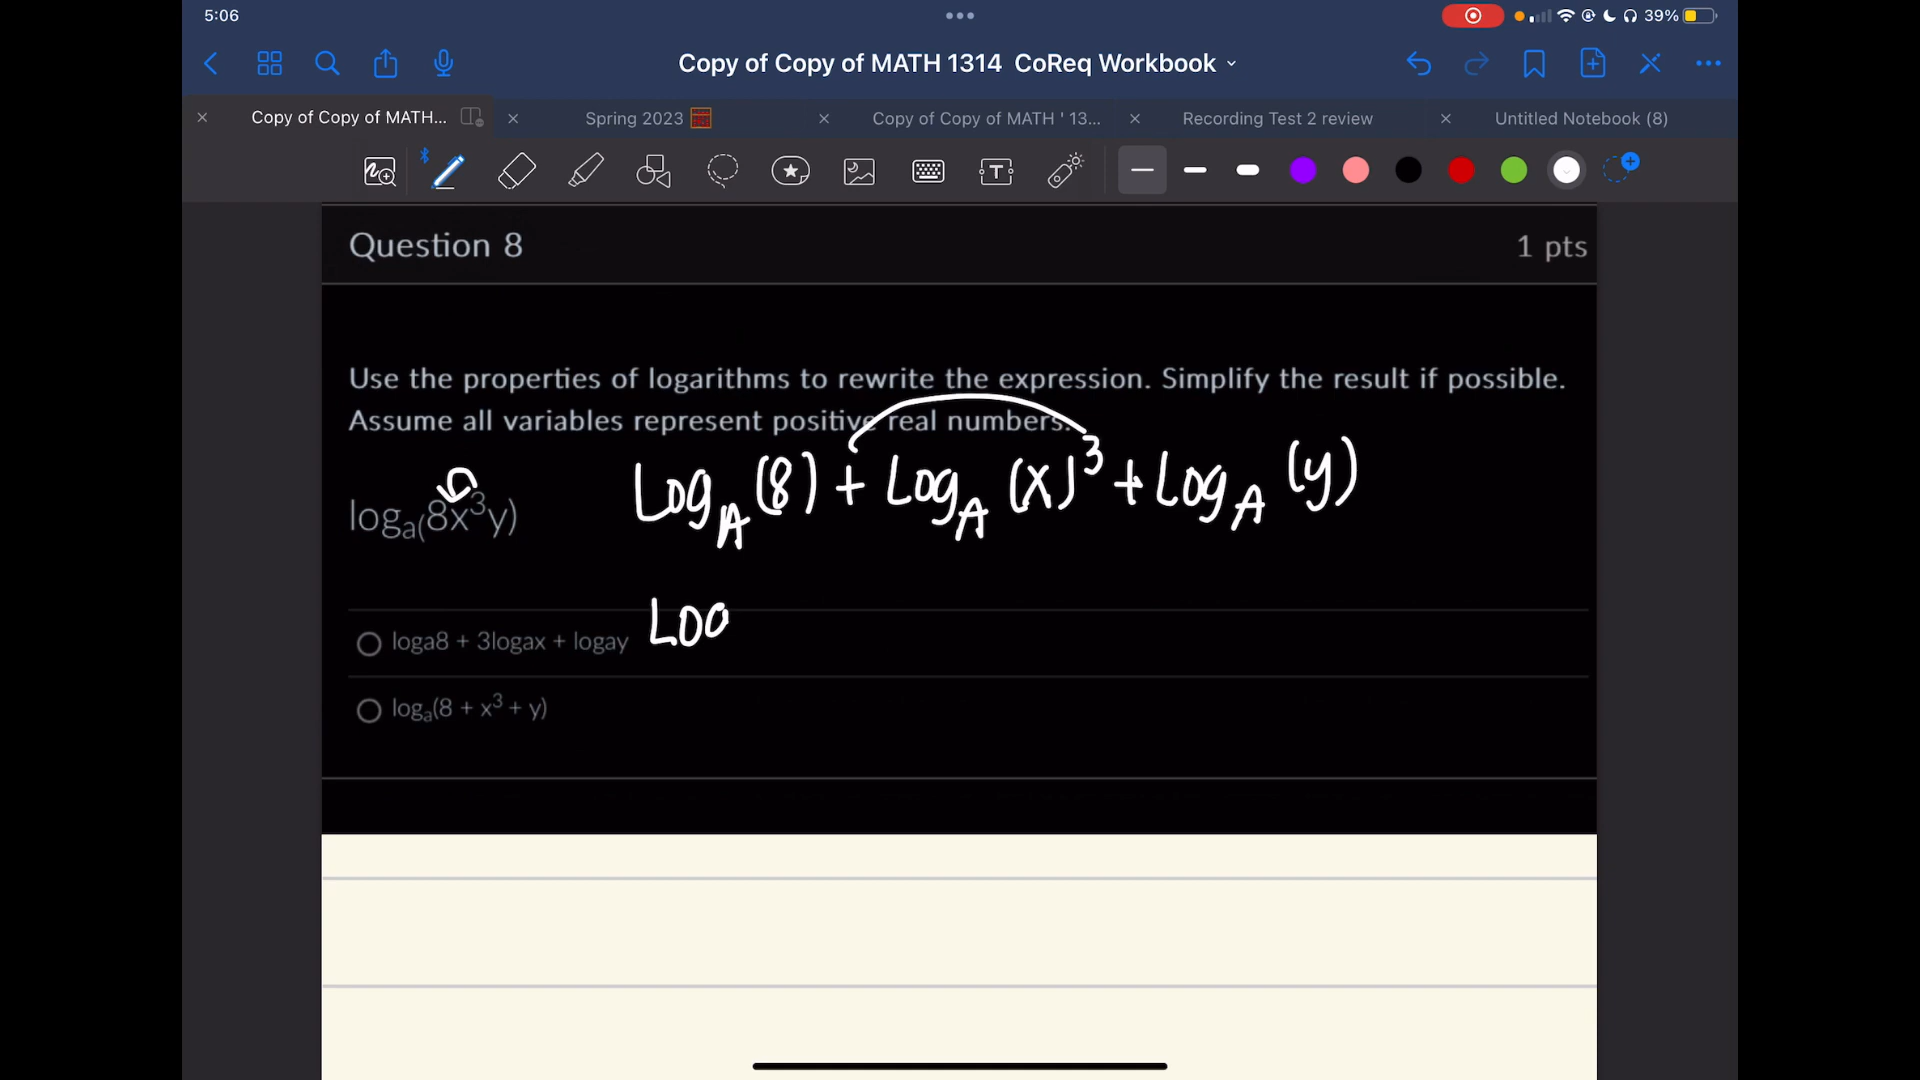 5:06
39%
Copy of Copy of MATH 1314 CoReq Workbook
Copy of Copy of MATH...
Spring 2023
Copy of Copy of MATH ' 13...
Recording Test 2 review
Untitled Notebook (8)
Question 8
1 pts
Use the properties of logarithms to rewrite the expression. Simplify the result if possible.
Assume all variables represent positive real numbers.
logₐ(8x³y)
Log_A (8) + Log_A (x)³ + Log_A (y)
Log
loga8 + 3logax + logay
logₐ(8 + x³ + y)